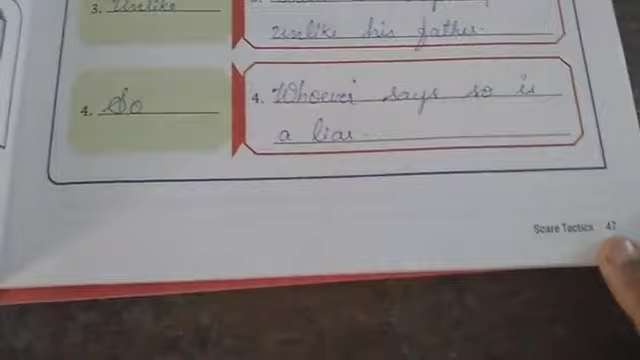 3. Unlike
unlike his father.
4. So
4. Whoever says so is
a liar
Scare Tactics 47